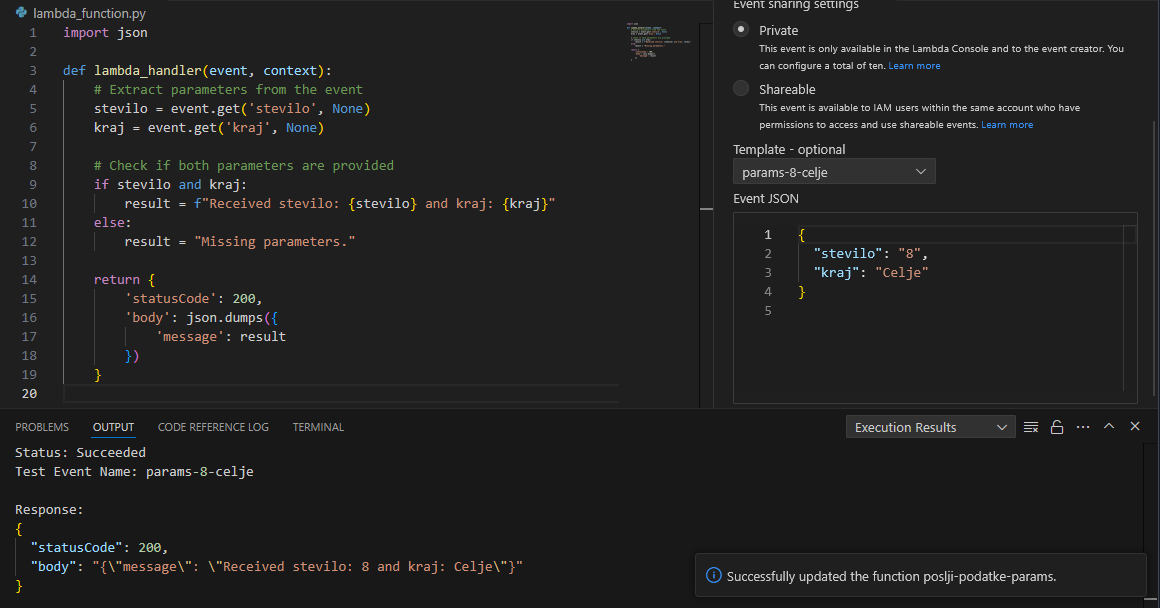 lambda_function.py
1 import json
2
3 def lambda_handler(event, context):
4 # Extract parameters from the event
5 stevilo = event.get('stevilo', None)
6 kraj = event.get('kraj', None)
7
8 # Check if both parameters are provided
9 if stevilo and kraj:
10 result = f"Received stevilo: {stevilo} and kraj: {kraj}"
11 else:
12 result = "Missing parameters."
13
14 return {
15 'statusCode': 200,
16 'body': json.dumps({
17 'message': result
18 })
19 }
20
Event sharing settings
Private
This event is only available in the Lambda Console and to the event creator. You
can configure a total of ten. Learn more
Shareable
This event is available to IAM users within the same account who have
permissions to access and use shareable events. Learn more
Template - optional
params-8-celje
Event JSON
1 {
2 "stevilo": "8",
3 "kraj": "Celje"
4 }
5
PROBLEMS OUTPUT CODE REFERENCE LOG TERMINAL
Execution Results
Status: Succeeded
Test Event Name: params-8-celje
Response:
{
"statusCode": 200,
"body": "{\"message\": \"Received stevilo: 8 and kraj: Celje\"}"
}
Successfully updated the function poslji-podatke-params.